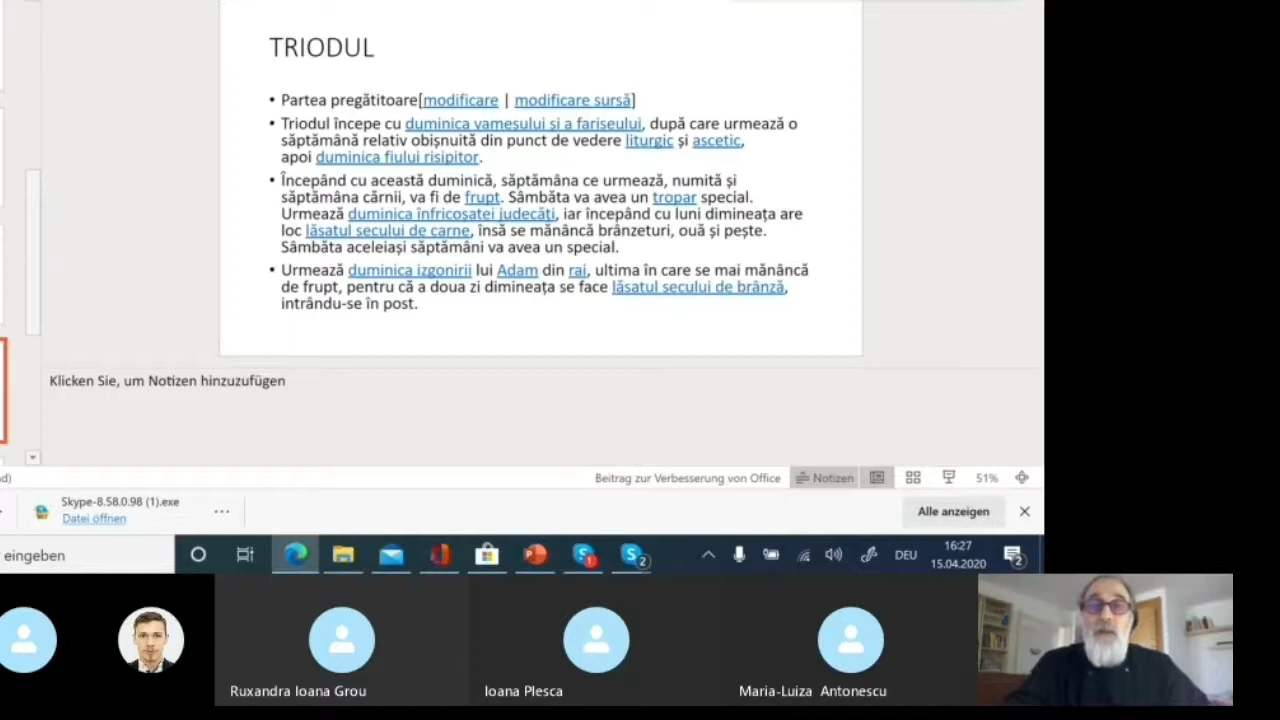 TRIODUL
• Partea pregătitoare[modificare | modificare sursă]
• Triodul începe cu duminica vameșului și a fariseului, după care urmează o
săptămână relativ obișnuită din punct de vedere liturgic și ascetic,
apoi duminica fiului risipitor.
• Începând cu această duminică, săptămâna ce urmează, numită și
săptămâna cărnii, va fi de frupt. Sâmbăta va avea un tropar special.
Urmează duminica înfricoșatei judecăți, iar începând cu luni dimineața are
loc lăsatul secului de carne, însă se mănâncă brânzeturi, ouă și pește.
Sâmbăta aceleiași săptămâni va avea un special.
• Urmează duminica izgonirii lui Adam din rai, ultima în care se mai mănâncă
de frupt, pentru că a doua zi dimineața se face lăsatul secului de brânză,
intrându-se în post.
Klicken Sie, um Notizen hinzuzufügen
Beitrag zur Verbesserung von Office Notizen 51%
Skype-8.58.0.98 (1).exe
Datei öffnen
... Alle anzeigen
eingeben
DEU 16:27
15.04.2020
Ruxandra Ioana Grou
Ioana Plesca
Maria-Luiza Antonescu